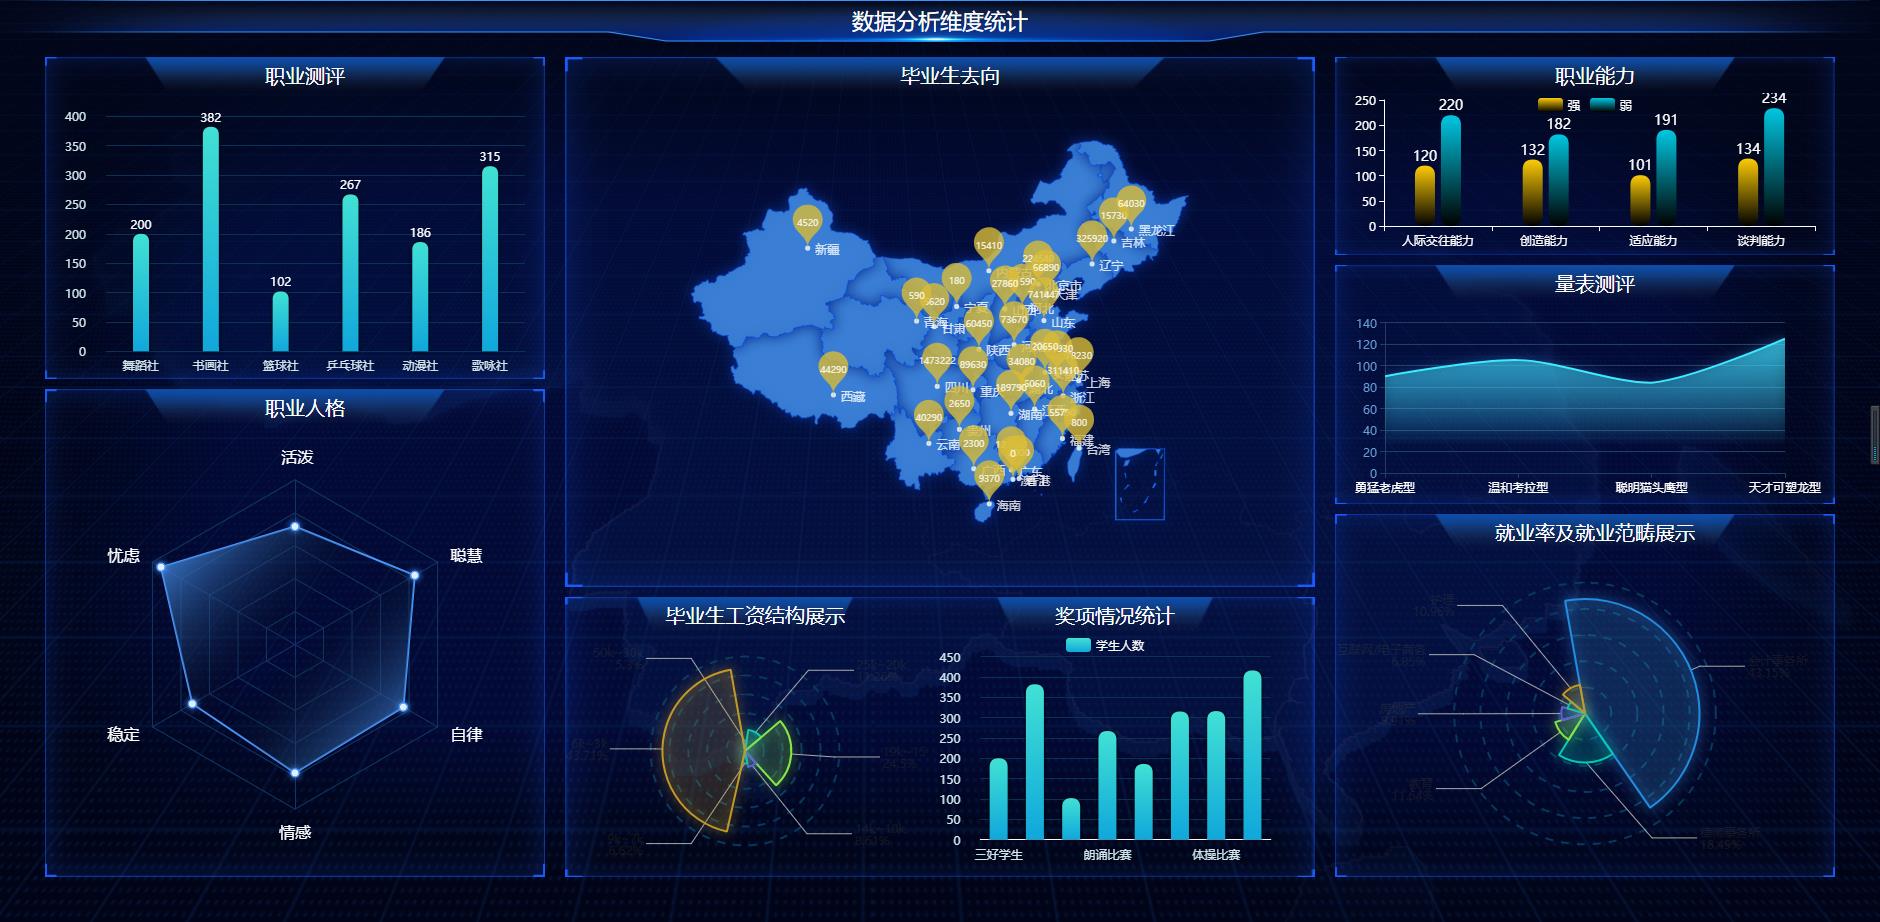 数据分析维度统计
职业测评
400
350
300
250
200
150
100
50
0
200
382
102
267
186
315
舞蹈社
书画社
篮球社
乒乓球社
动漫社
歌咏社
职业人格
活泼
忧虑
聪慧
稳定
自律
情感
毕业生去向
4520
新疆
64030
黑龙江
15730
吉林
325920
辽宁
15410
66890
180
宁夏
27860
590
青海
甘肃
741447
天津
60450
陕西
73670
山东
1473222
四川
89630
重庆
34080
20650
8230
上海
311410
浙江
44290
西藏
2650
189790
湖南
40290
云南
2300
福建
800
台湾
0
广东
9370
海南
毕业生工资结构展示
奖项情况统计
学生人数
450
400
350
300
250
200
150
100
50
0
三好学生
朗诵比赛
体操比赛
职业能力
强
弱
250
200
150
100
50
0
120
220
132
182
101
191
134
234
人际交往能力
创造能力
适应能力
谈判能力
量表测评
140
120
100
80
60
40
20
0
勇猛老虎型
温和考拉型
聪明猫头鹰型
天才可塑龙型
就业率及就业范畴展示